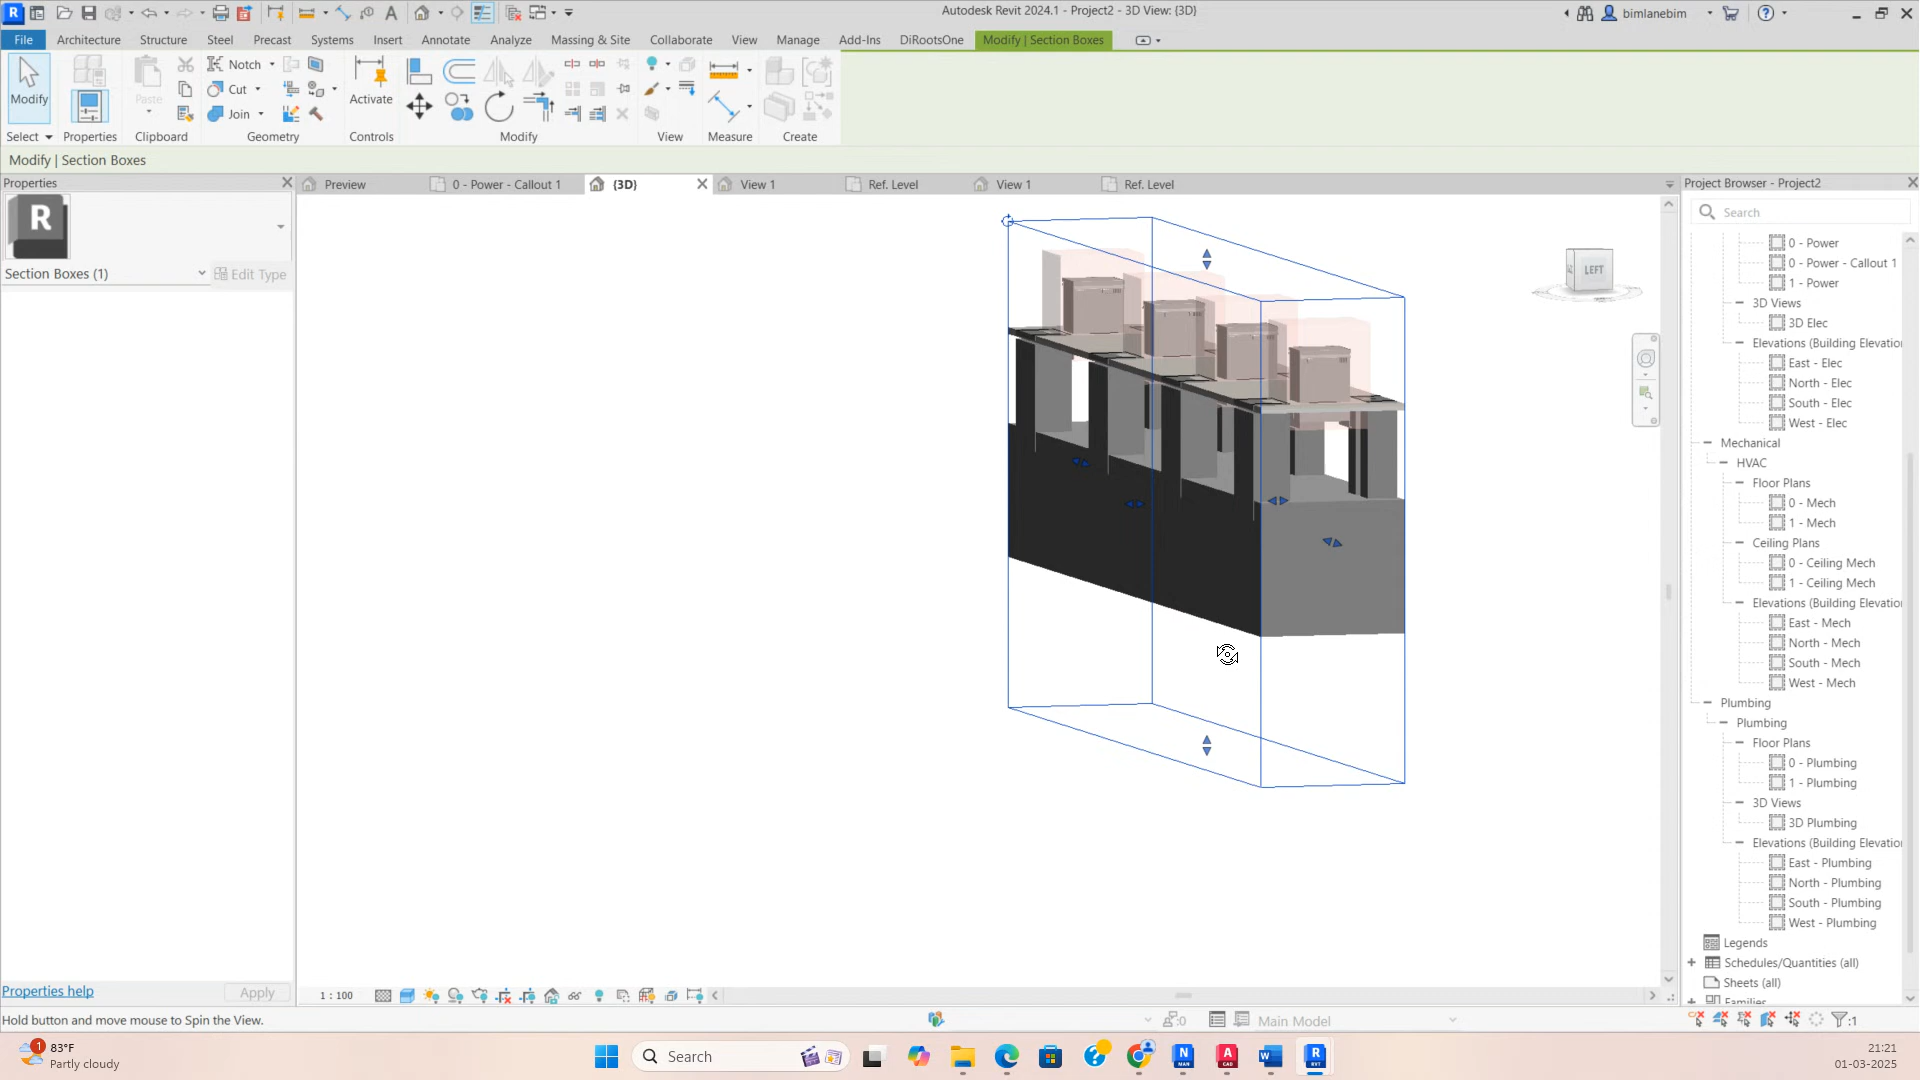 Autodesk Revit 2024.1 - Project2 - 3D View: {3D}
bimlanebim
File
Architecture
Structure
Steel
Precast
Systems
Insert
Annotate
Analyze
Massing & Site
Collaborate
View
Manage
Add-Ins
DiRootsOne
Modify | Section Boxes
Modify
Paste
Notch
Cut
Join
Activate
Select
Properties
Clipboard
Geometry
Controls
Modify
View
Measure
Create
Modify | Section Boxes
Properties
R
Section Boxes (1)
Edit Type
Properties help
Apply
Preview
0 - Power - Callout 1
{3D}
View 1
Ref. Level
View 1
Ref. Level
LEFT
1 : 100
Project Browser - Project2
Search
0 - Power
0 - Power - Callout 1
1 - Power
3D Views
3D Elec
Elevations (Building Elevatio
East - Elec
North - Elec
South - Elec
West - Elec
Mechanical
HVAC
Floor Plans
0 - Mech
1 - Mech
Ceiling Plans
0 - Ceiling Mech
1 - Ceiling Mech
Elevations (Building Elevatio
East - Mech
North - Mech
South - Mech
West - Mech
Plumbing
Plumbing
Floor Plans
0 - Plumbing
1 - Plumbing
3D Views
3D Plumbing
Elevations (Building Elevatio
East - Plumbing
North - Plumbing
South - Plumbing
West - Plumbing
Legends
Schedules/Quantities (all)
Sheets (all)
Families
Hold button and move mouse to Spin the View.
:0
Main Model
:1
1
83°F
Partly cloudy
Search
21:21
01-03-2025